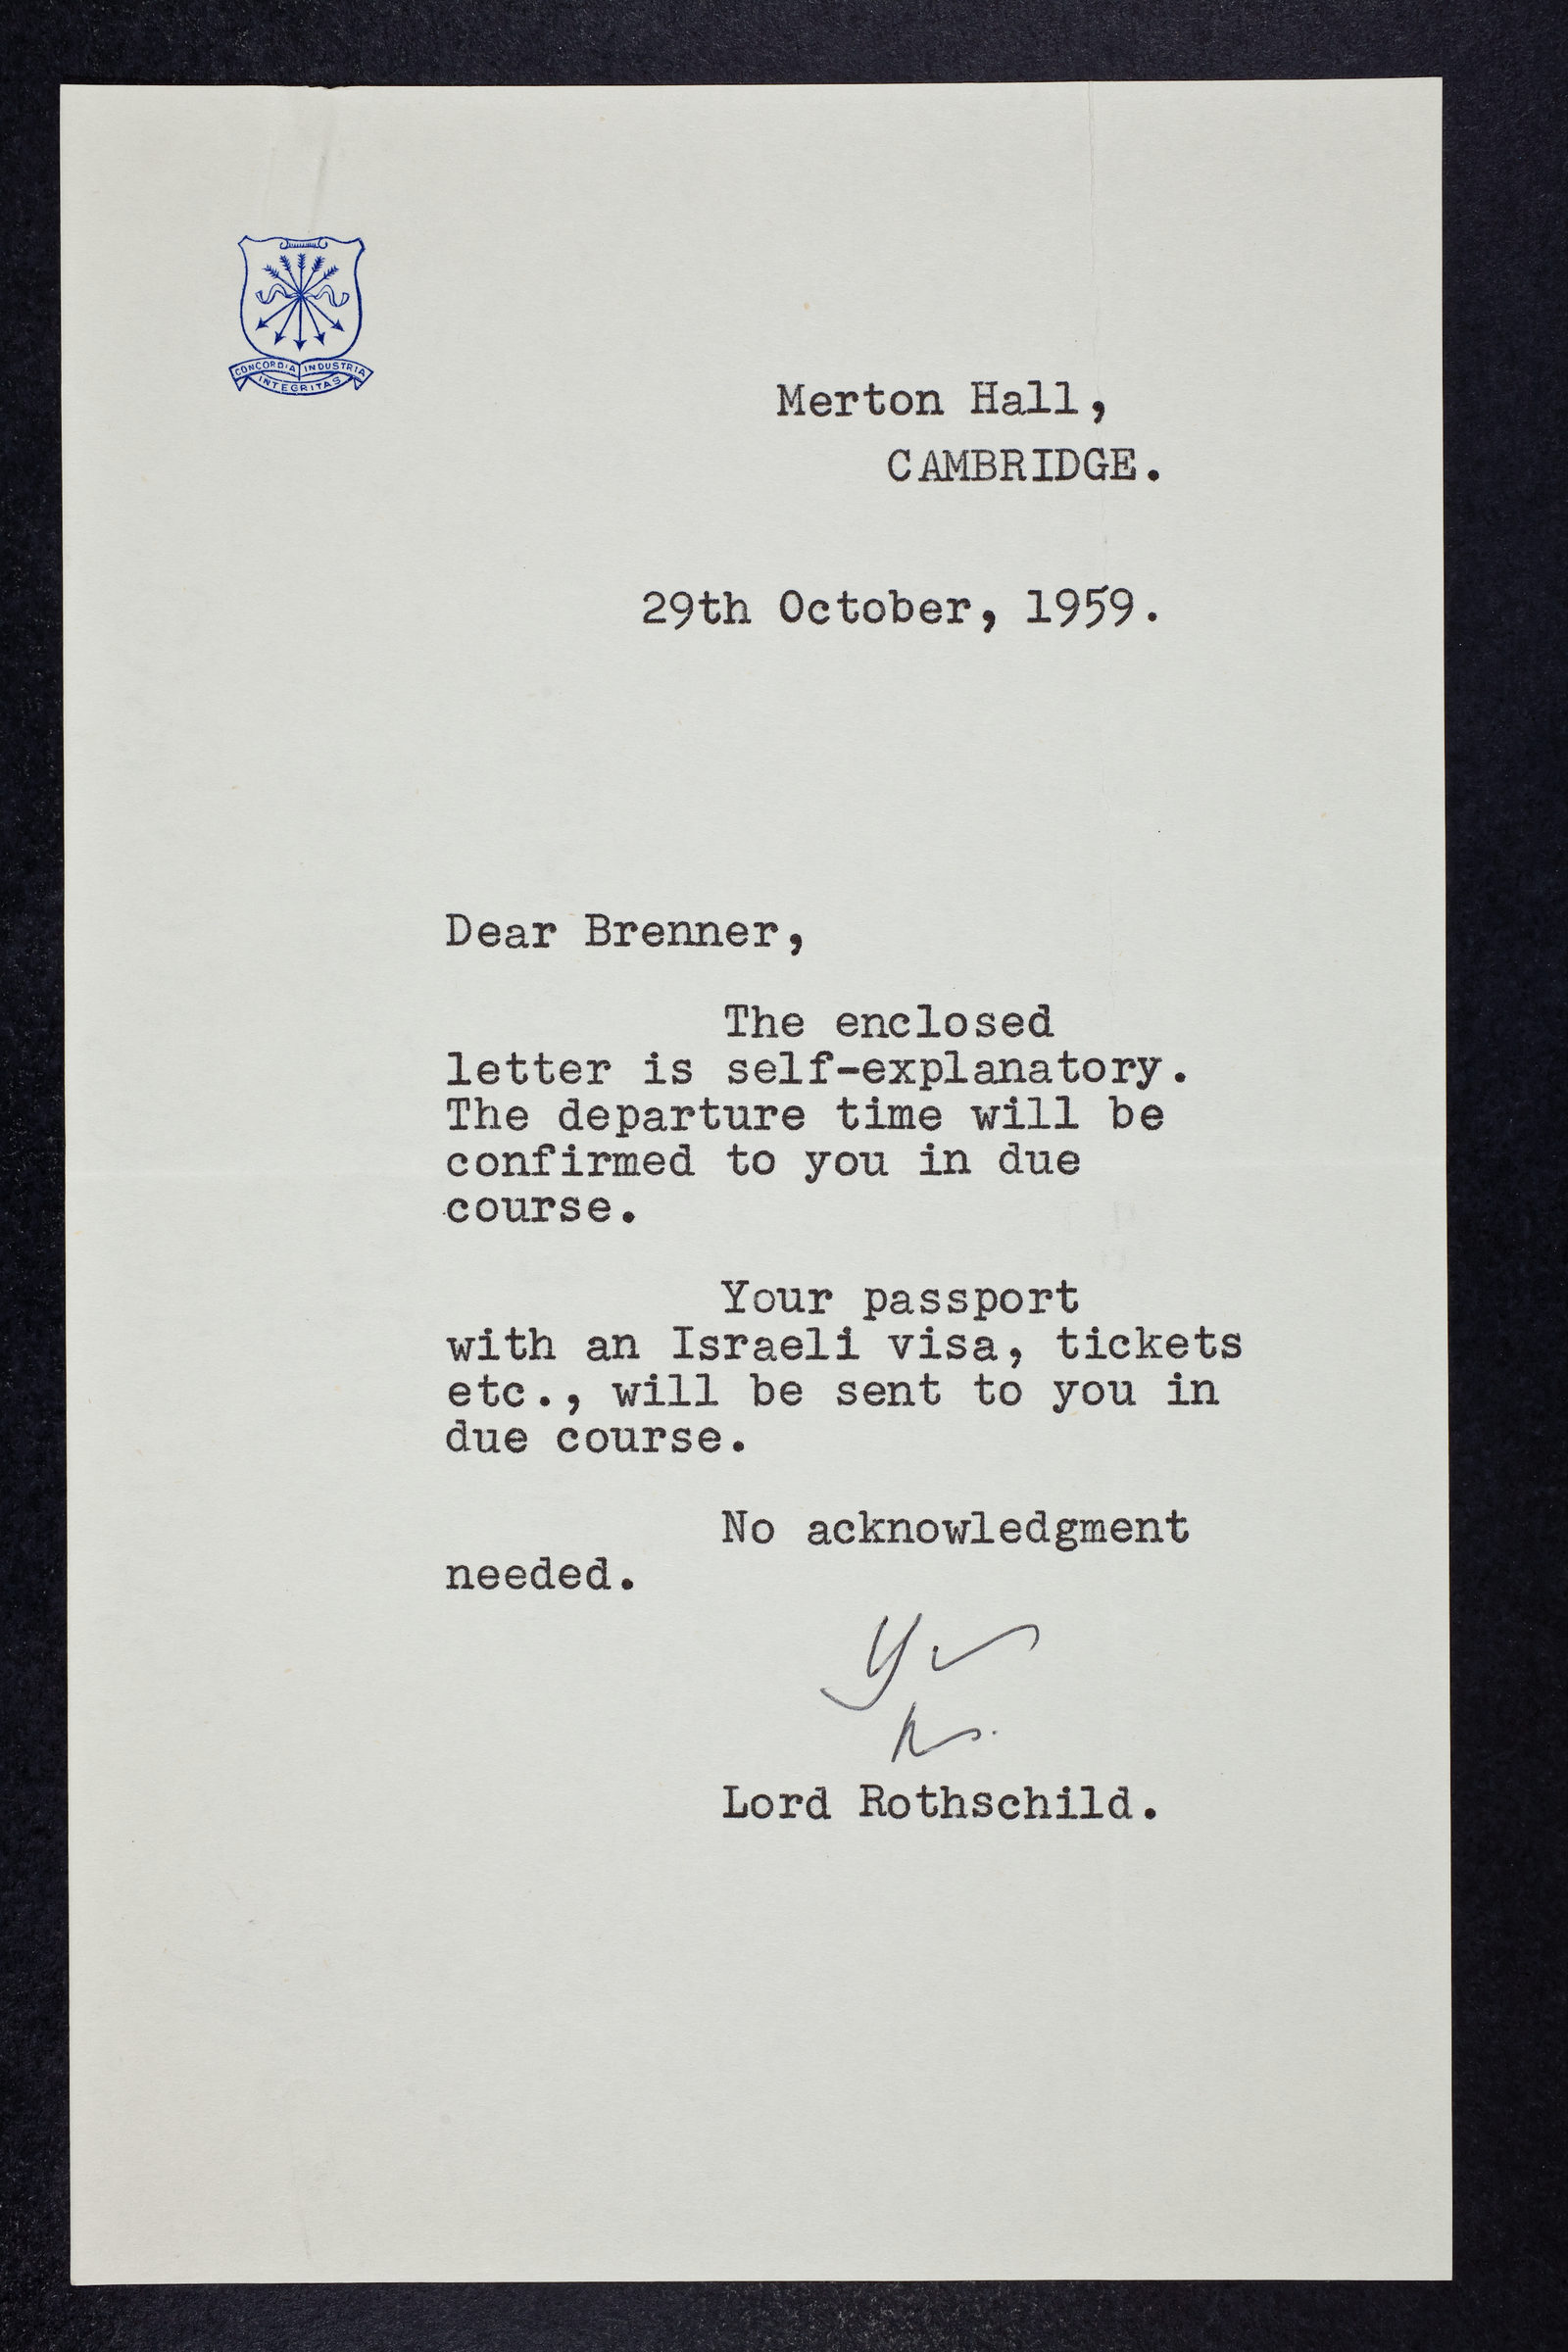 CONCORDIA INDUSTRIA
INTEGRITAS
Merton Hall,
CAMBRIDGE.
29th October, 1959.
Dear Brenner,
The enclosed
letter is self-explanatory.
The departure time will be
confirmed to you in due
course.
Your passport
with an Israeli visa, tickets
etc., will be sent to you in
due course.
No acknowledgment
needed.
Lord Rothschild.